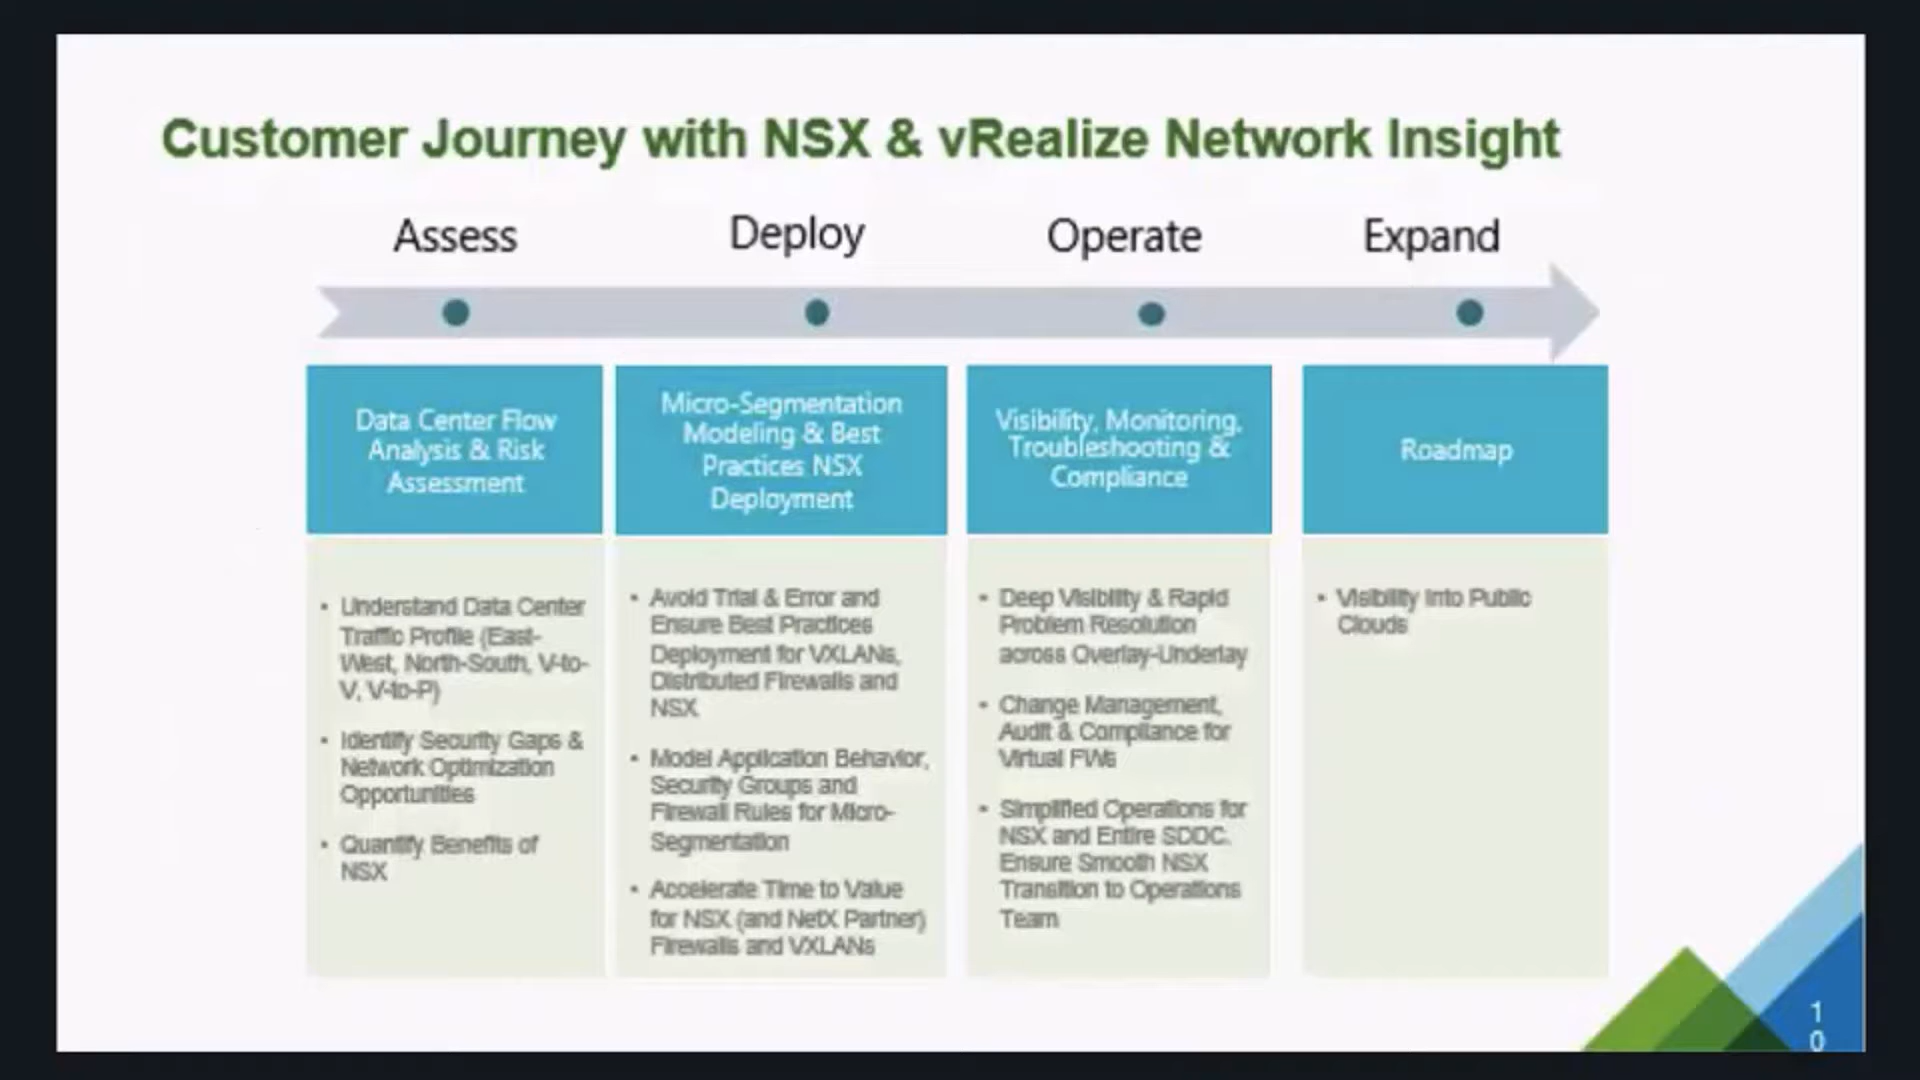 Customer Journey with NSX & vRealize Network Insight
Assess
Deploy
Operate
Expand
Data Center Flow
Analysis & Risk
Assessment
Micro-Segmentation
Modeling & Best
Practices NSX
Deployment
Visibility, Monitoring,
Troubleshooting &
Compliance
Roadmap
• Understand Data Center
Traffic Profile (East-
West, North-South, V-to-
V, V-to-P)
• Identify Security Gaps &
Network Optimization
Opportunities
• Quantify Benefits of
NSX
• Avoid Trial & Error and
Ensure Best Practices
Deployment for VXLANs,
Distributed Firewalls and
NSX
• Model Application Behavior,
Security Groups and
Firewall Rules for Micro-
Segmentation
• Accelerate Time to Value
for NSX (and NetX Partner)
Firewalls and VXLANs
• Deep Visibility & Rapid
Problem Resolution
across Overlay-Underlay
• Change Management,
Audit & Compliance for
Virtual FWs
• Simplified Operations for
NSX and Entire SDDC.
Ensure Smooth NSX
Transition to Operations
Team
• Visibility into Public
Clouds
1
0